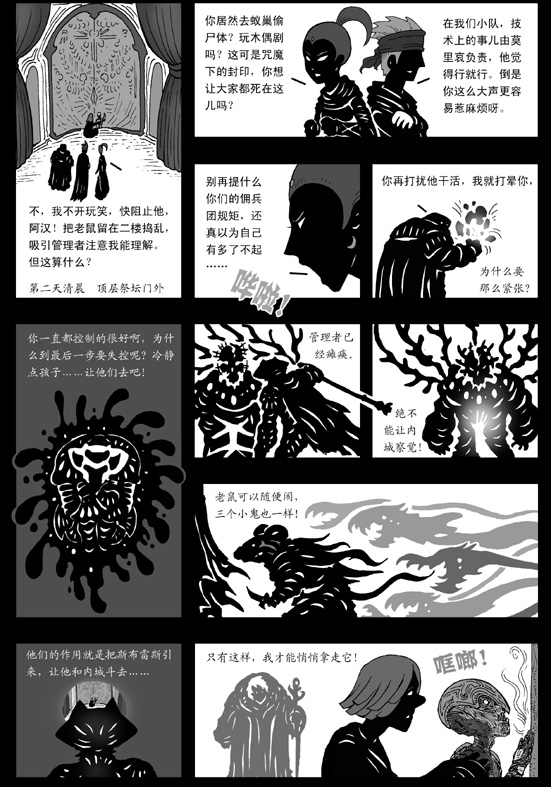 不，我不开玩笑，快阻止他，
阿汉！把老鼠留在二楼捣乱，
吸引管理者注意我能理解。
但这算什么？
第二天清晨　顶层祭坛门外
你居然去蚁巢偷
尸体？玩木偶剧
吗？这可是咒魔
下的封印，你想
让大家都死在这
儿吗？
在我们小队，技
术上的事儿由莫
里哀负责，他觉
得行就行。倒是
你这么大声更容
易惹麻烦呀。
别再提什么
你们的佣兵
团规矩，还
真以为自己
有多了不起
……
哗啦！
你再打扰他干活，我就打晕你，
为什么要
那么紧张？
你一直都控制的很好啊，为什
么到最后一步要失控呢？冷静
点孩子……让他们去吧！
管理者已
经瘫痪。
绝不
能让内
城察觉！
老鼠可以随便闹，
三个小鬼也一样！
他们的作用就是把斯布雷斯引
来，让他和内城斗去……
只有这样，我才能悄悄拿走它！
哐啷！